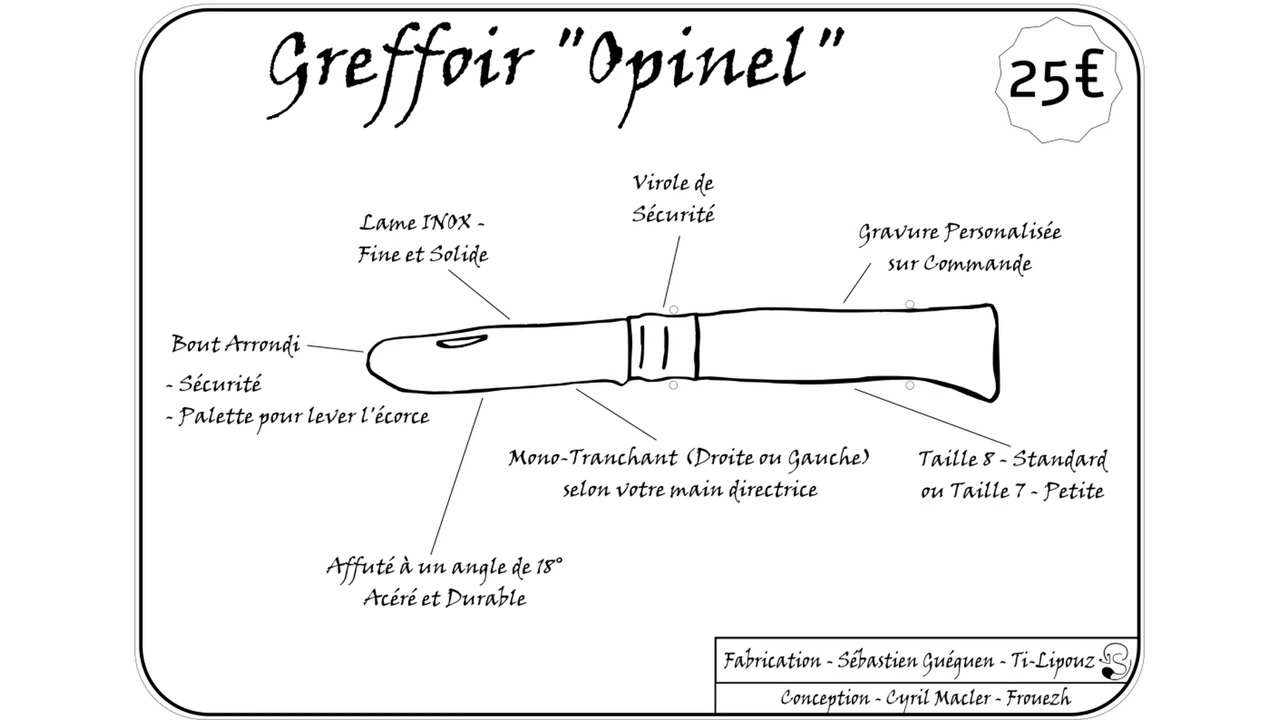 Greffoir "Opinel"
25€
Virole de
Sécurité
Lame INOX -
Fine et Solide
Gravure Personalisée
sur Commande
Bout Arrondi
- Sécurité
- Palette pour lever l'écorce
Mono-Tranchant (Droite ou Gauche)
selon votre main directrice
Taille 8 - Standard
ou Taille 7 - Petite
Affuté à un angle de 18°
Acéré et Durable
Fabrication - Sébastien Guéguen - Ti-Lipouz
Conception - Cyril Macler - Frouezh